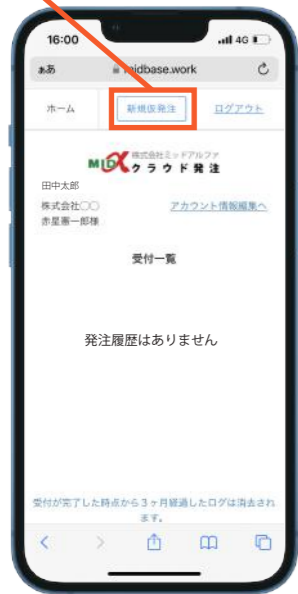 16:00
4G
ぁあ midbase.work
ホーム 新規仮発注 ログアウト
MIDX 株式会社ミッドアルファ
クラウド発注
田中太郎
株式会社〇〇 アカウント情報編集へ
赤星憲一郎様
受付一覧
発注履歴はありません
受付が完了した時点から3ヶ月経過したログは消去され
ます。